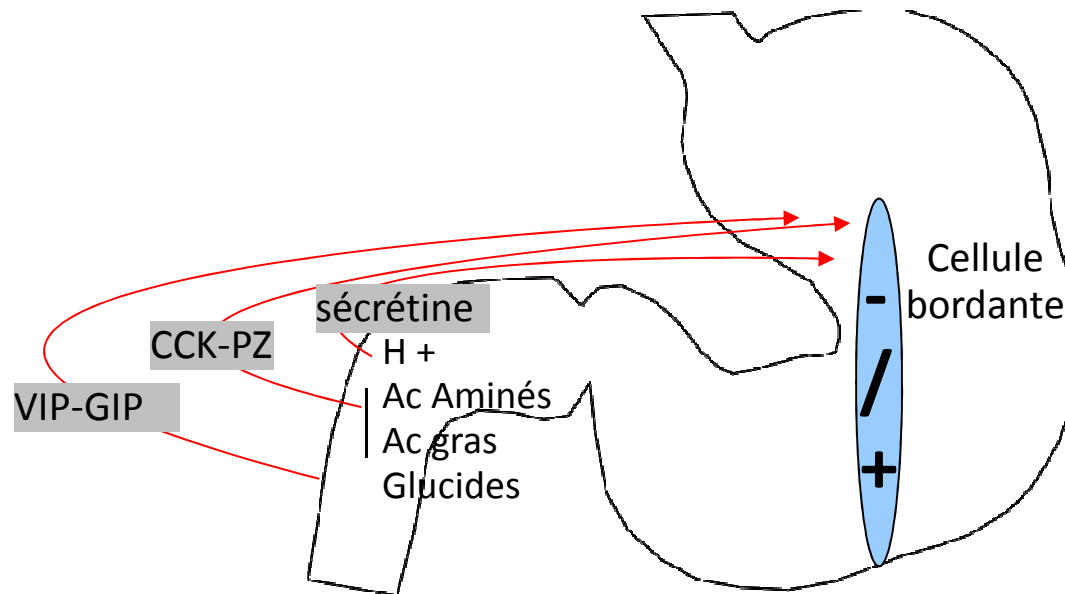 Cellule
bordante
-
/
+
sécrétine
CCK-PZ
VIP-GIP
H +
Ac Aminés
Ac gras
Glucides